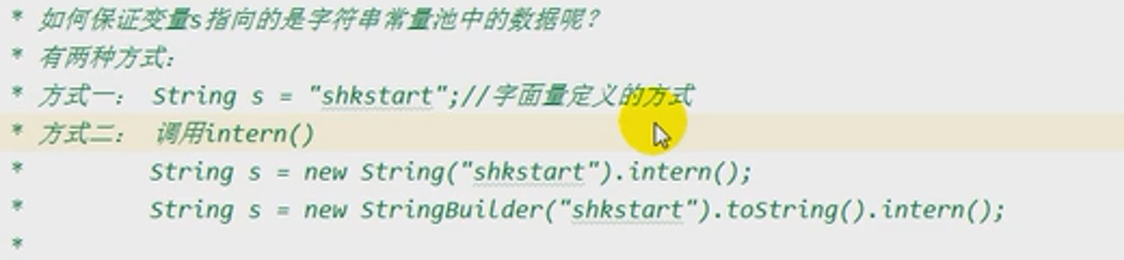 * 如何保证变量s指向的是字符串常量池中的数据呢?
* 有两种方式:
* 方式一: String s = "shkstart";//字面量定义的方式
* 方式二: 调用intern()
* String s = new String("shkstart").intern();
* String s = new StringBuilder("shkstart").toString().intern();
*